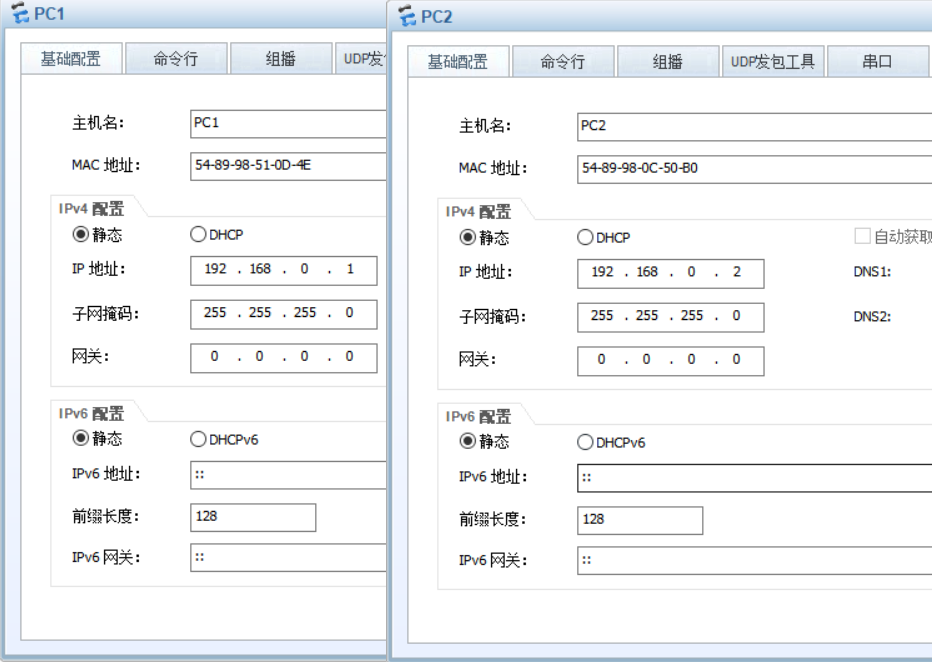 PC1
基础配置 命令行 组播 UDP发
主机名: PC1
MAC 地址: 54-89-98-51-0D-4E
IPv4 配置
静态 DHCP
IP 地址: 192 . 168 . 0 . 1
子网掩码: 255 . 255 . 255 . 0
网关: 0 . 0 . 0 . 0
IPv6 配置
静态 DHCPv6
IPv6 地址: ::
前缀长度: 128
IPv6 网关: ::
PC2
基础配置 命令行 组播 UDP发包工具 串口
主机名: PC2
MAC 地址: 54-89-98-0C-50-B0
IPv4 配置
静态 DHCP 自动获取
IP 地址: 192 . 168 . 0 . 2 DNS1:
子网掩码: 255 . 255 . 255 . 0 DNS2:
网关: 0 . 0 . 0 . 0
IPv6 配置
静态 DHCPv6
IPv6 地址: ::
前缀长度: 128
IPv6 网关: ::